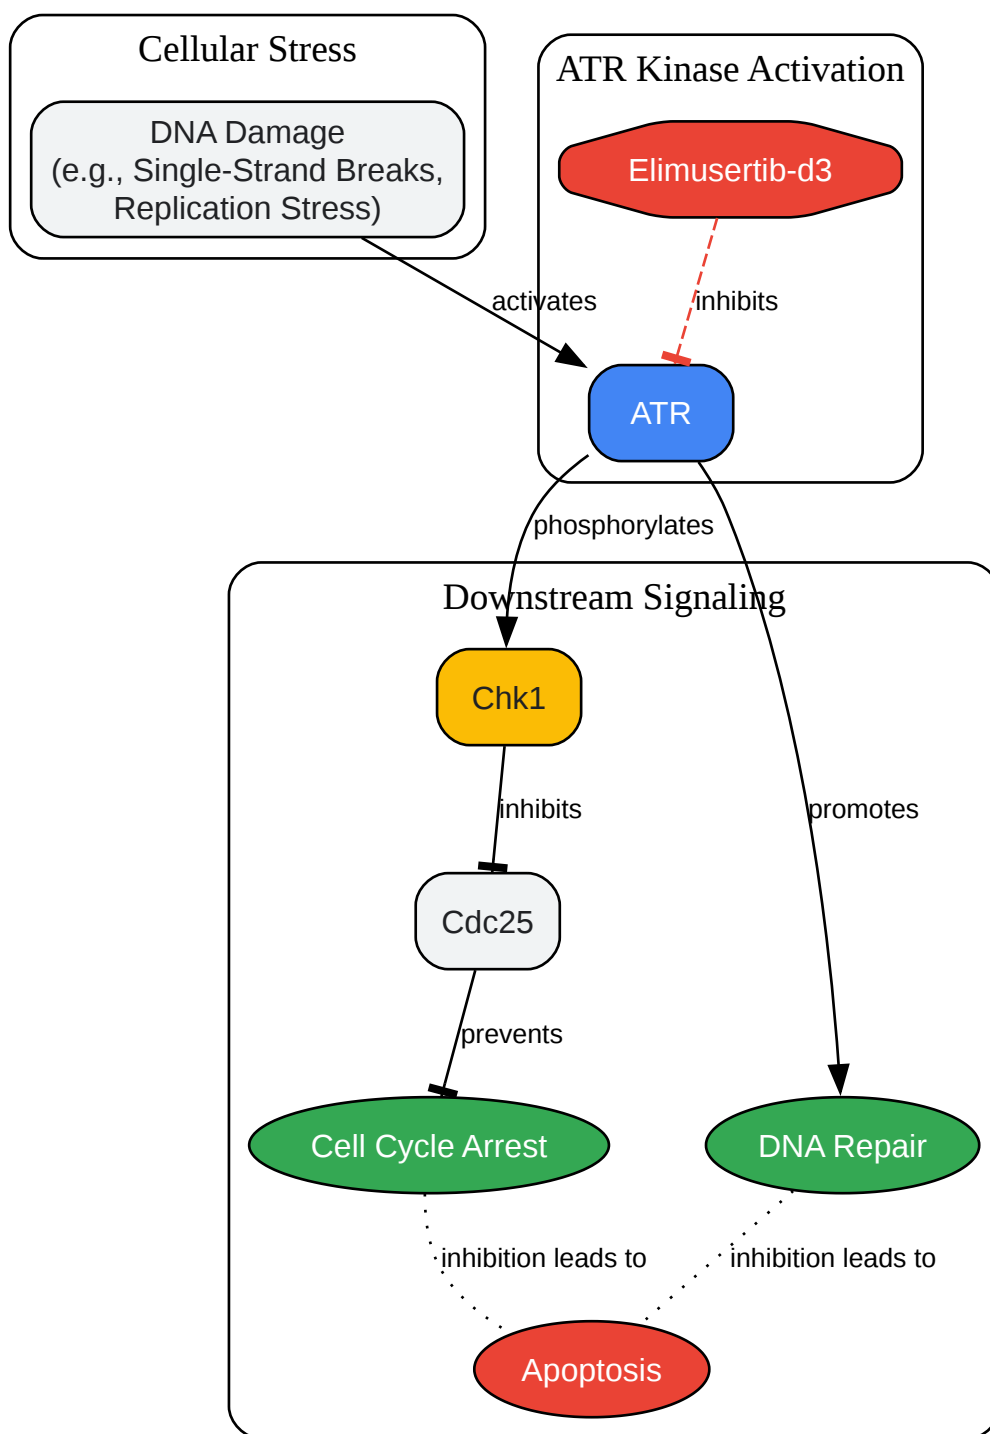 Cellular Stress
DNA Damage
(e.g., Single-Strand Breaks,
Replication Stress)
ATR Kinase Activation
Elimusertib-d3
activates
inhibits
ATR
phosphorylates
Downstream Signaling
Chk1
inhibits
promotes
Cdc25
prevents
Cell Cycle Arrest
DNA Repair
inhibition leads to
inhibition leads to
Apoptosis